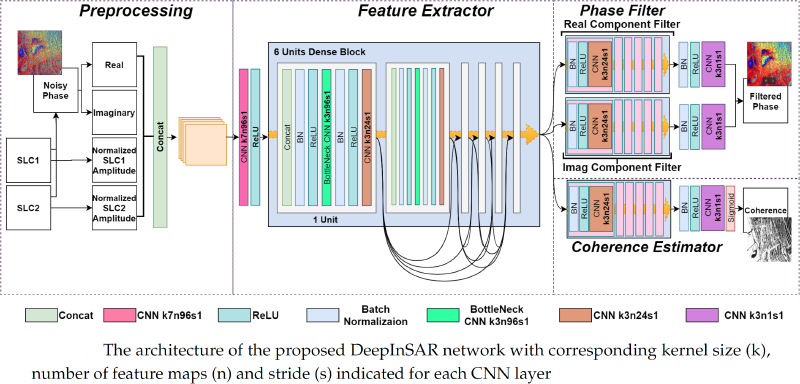 Preprocessing
Feature Extractor
Phase Filter
Real Component Filter
Noisy
Phase
Real
Imaginary
SLC1
SLC2
Normalized
SLC1
Amplitude
Normalized
SLC2
Amplitude
Concat
CNN k7n96s1
ReLU
6 Units Dense Block
Concat
BN
ReLU
BottleNeck CNN k3n96s1
BN
ReLU
CNN k3n24s1
1 Unit
BN
ReLU
CNN
k3n24s1
BN
ReLU
CNN
k3n1s1
BN
ReLU
CNN
k3n24s1
BN
ReLU
CNN
k3n1s1
Filtered
Phase
Imag Component Filter
BN
ReLU
CNN
k3n24s1
BN
ReLU
CNN
k3n1s1
Sigmoid
Coherence
Coherence Estimator
Concat
CNN k7n96s1
ReLU
Batch
Normalizaion
BottleNeck
CNN k3n96s1
CNN k3n24s1
CNN k3n1s1
The architecture of the proposed DeepInSAR network with corresponding kernel size (k),
number of feature maps (n) and stride (s) indicated for each CNN layer